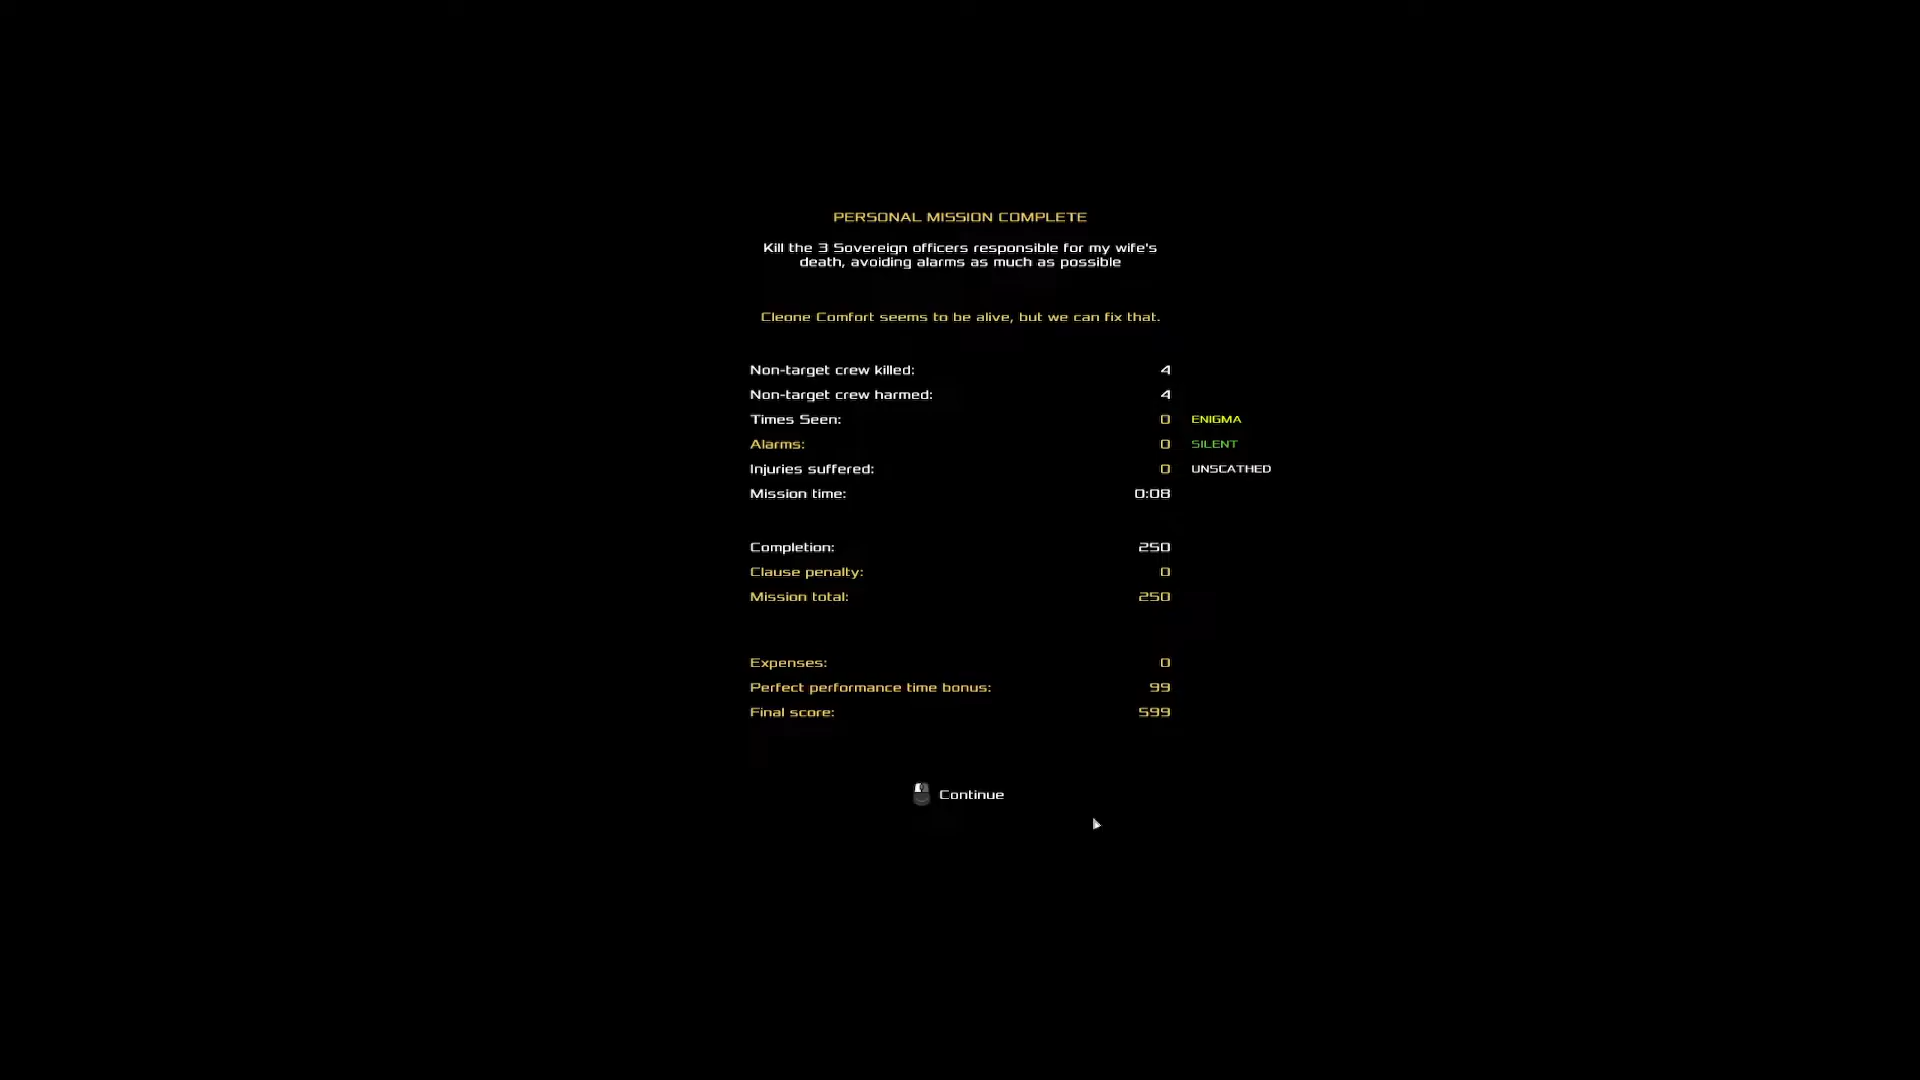 PERSONAL MISSION COMPLETE
Kill the 3 Sovereign officers responsible for my wife's
death, avoiding alarms as much as possible
Cleone Comfort seems to be alive, but we can fix that.
Non-target crew killed: 4
Non-target crew harmed: 4
Times Seen: 0 ENIGMA
Alarms: 0 SILENT
Injuries suffered: 0 UNSCATHED
Mission time: 0:08
Completion: 250
Clause penalty: 0
Mission total: 250
Expenses: 0
Perfect performance time bonus: 99
Final score: 599
Continue